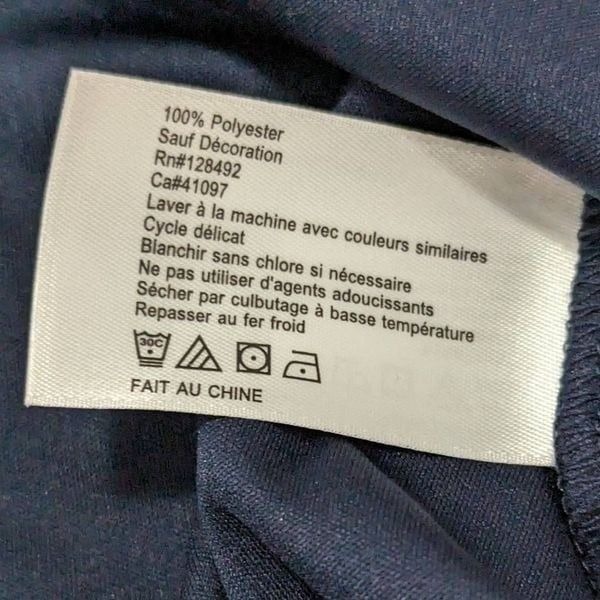 100% Polyester
Sauf Décoration
Rn#128492
Ca#41097
Laver à la machine avec couleurs similaires
Cycle délicat
Blanchir sans chlore si nécessaire
Ne pas utiliser d'agents adoucissants
Sécher par culbutage à basse température
Repasser au fer froid
30C
FAIT AU CHINE